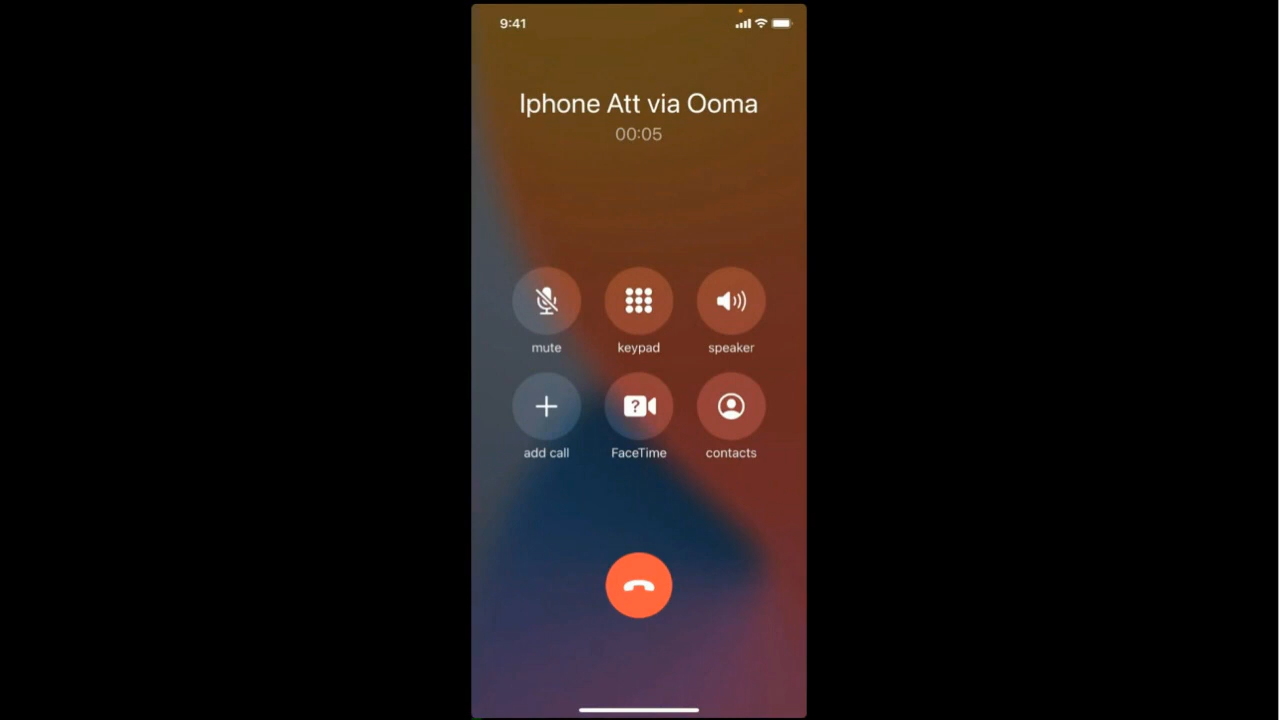 9:41
Iphone Att via Ooma
00:05
mute
keypad
speaker
add call
FaceTime
contacts